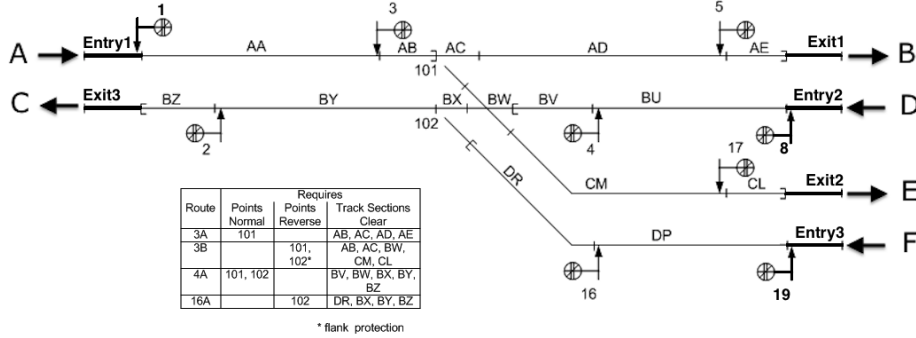 1 3 5
A Entry1 AA AB AC AD AE Exit1 B
101
C Exit3 BZ BY BX BW BV BU Entry2 D
102
2 4 17 8
DR CM CL Exit2 E
DP Entry3 F
16 19
Requires
Route Points Normal Points Reverse Track Sections Clear
3A 101 AB, AC, AD, AE
3B 101, 102* AB, AC, BW, CM, CL
4A 101, 102 BV, BW, BX, BY, BZ
16A 102 DR, BX, BY, BZ
* flank protection